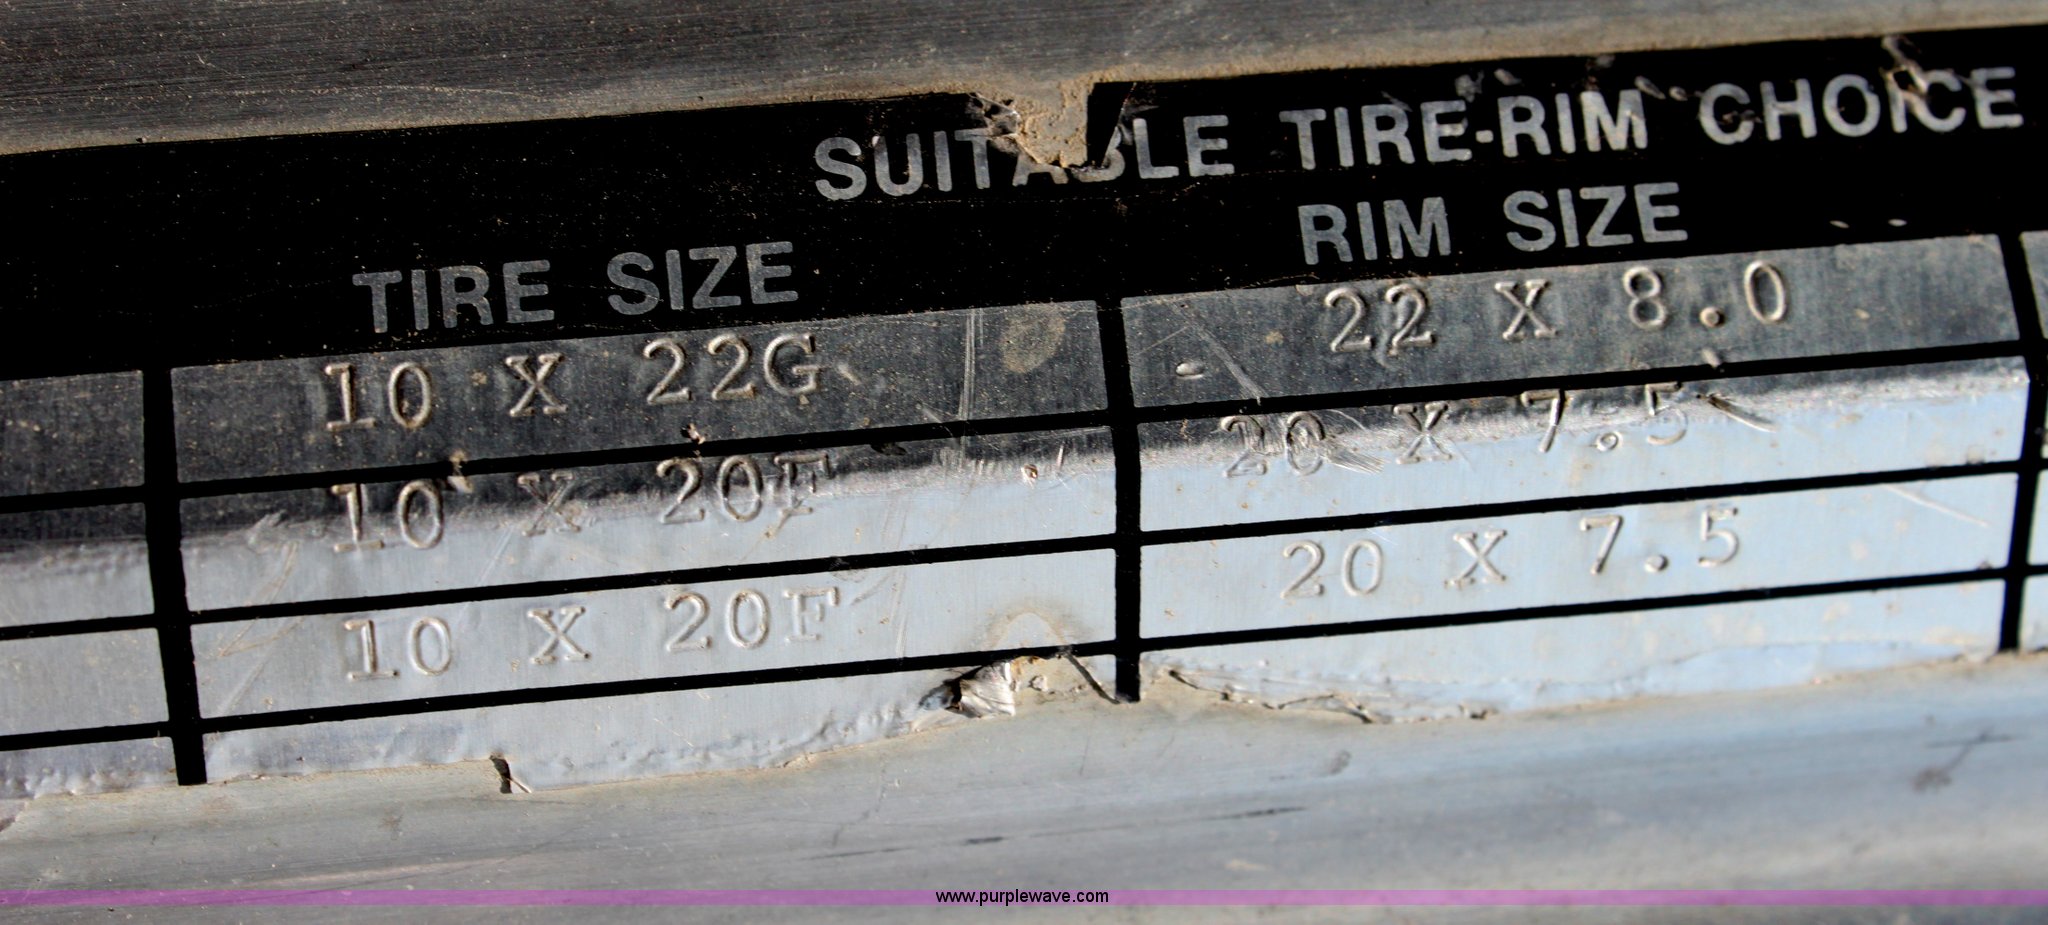 SUITABLE TIRE-RIM CHOICE
TIRE SIZE RIM SIZE
10 X 22G 22 X 8.0
10 X 20F 20 X 7.5
10 X 20F 20 X 7.5
www.purplewave.com